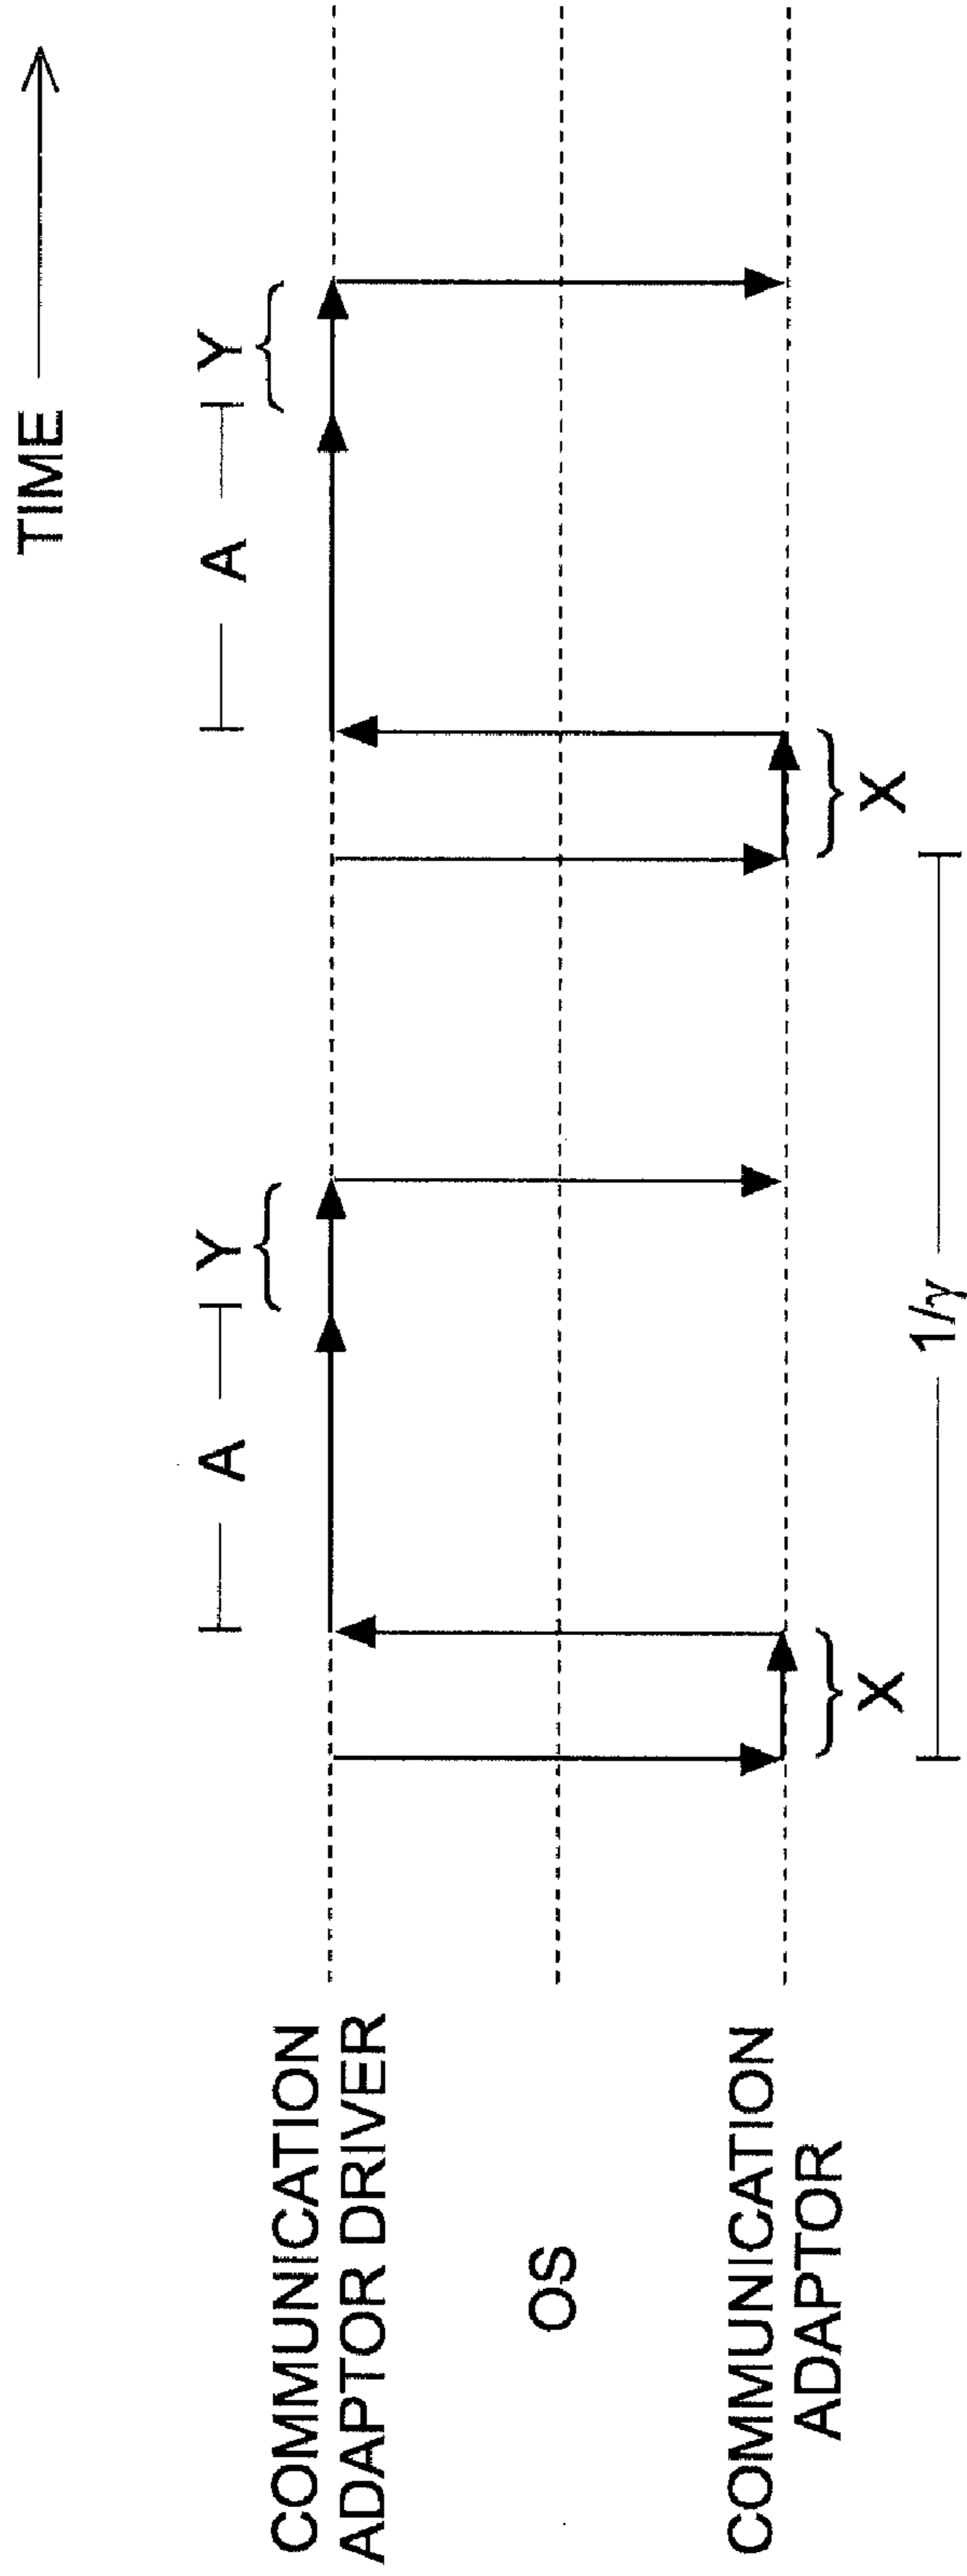 TIME
A
Y
A
Y
COMMUNICATION
ADAPTOR DRIVER
OS
COMMUNICATION
ADAPTOR
X
X
1/γ